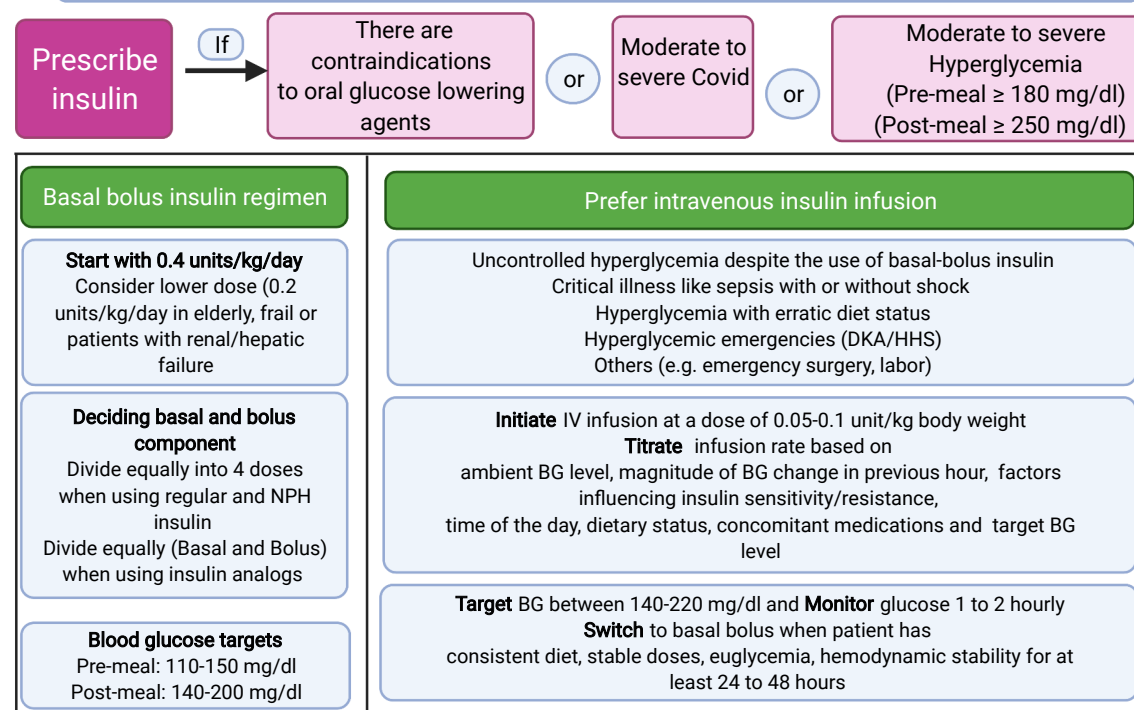 Prescribe
insulin
If
There are
contraindications
to oral glucose lowering
agents
or
Moderate to
severe Covid
or
Moderate to severe
Hyperglycemia
(Pre-meal ≥ 180 mg/dl)
(Post-meal ≥ 250 mg/dl)
Basal bolus insulin regimen
Start with 0.4 units/kg/day
Consider lower dose (0.2
units/kg/day in elderly, frail or
patients with renal/hepatic
failure
Deciding basal and bolus
component
Divide equally into 4 doses
when using regular and NPH
insulin
Divide equally (Basal and Bolus)
when using insulin analogs
Blood glucose targets
Pre-meal: 110-150 mg/dl
Post-meal: 140-200 mg/dl
Prefer intravenous insulin infusion
Uncontrolled hyperglycemia despite the use of basal-bolus insulin
Critical illness like sepsis with or without shock
Hyperglycemia with erratic diet status
Hyperglycemic emergencies (DKA/HHS)
Others (e.g. emergency surgery, labor)
Initiate IV infusion at a dose of 0.05-0.1 unit/kg body weight
Titrate infusion rate based on
ambient BG level, magnitude of BG change in previous hour, factors
influencing insulin sensitivity/resistance,
time of the day, dietary status, concomitant medications and target BG
level
Target BG between 140-220 mg/dl and Monitor glucose 1 to 2 hourly
Switch to basal bolus when patient has
consistent diet, stable doses, euglycemia, hemodynamic stability for at
least 24 to 48 hours